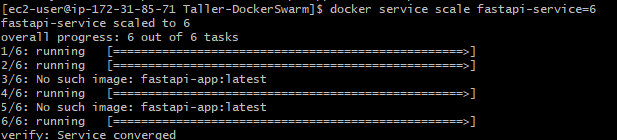 [ec2-user@ip-172-31-85-71 Taller-DockerSwarm]$ docker service scale fastapi-service=6
fastapi-service scaled to 6
overall progress: 6 out of 6 tasks
1/6: running   [==================================================>]
2/6: running   [==================================================>]
3/6: No such image: fastapi-app:latest
4/6: running   [==================================================>]
5/6: No such image: fastapi-app:latest
6/6: running   [==================================================>]
verify: Service converged